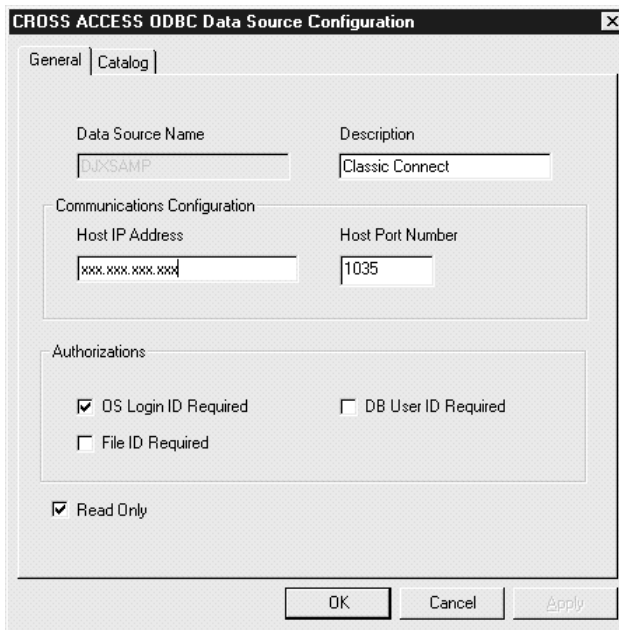 CROSS ACCESS ODBC Data Source Configuration
General Catalog
Data Source Name Description
DJXSAMP Classic Connect
Communications Configuration
Host IP Address Host Port Number
xxx.xxx.xxx.xxx 1035
Authorizations
OS Login ID Required DB User ID Required
File ID Required
Read Only
OK Cancel Apply